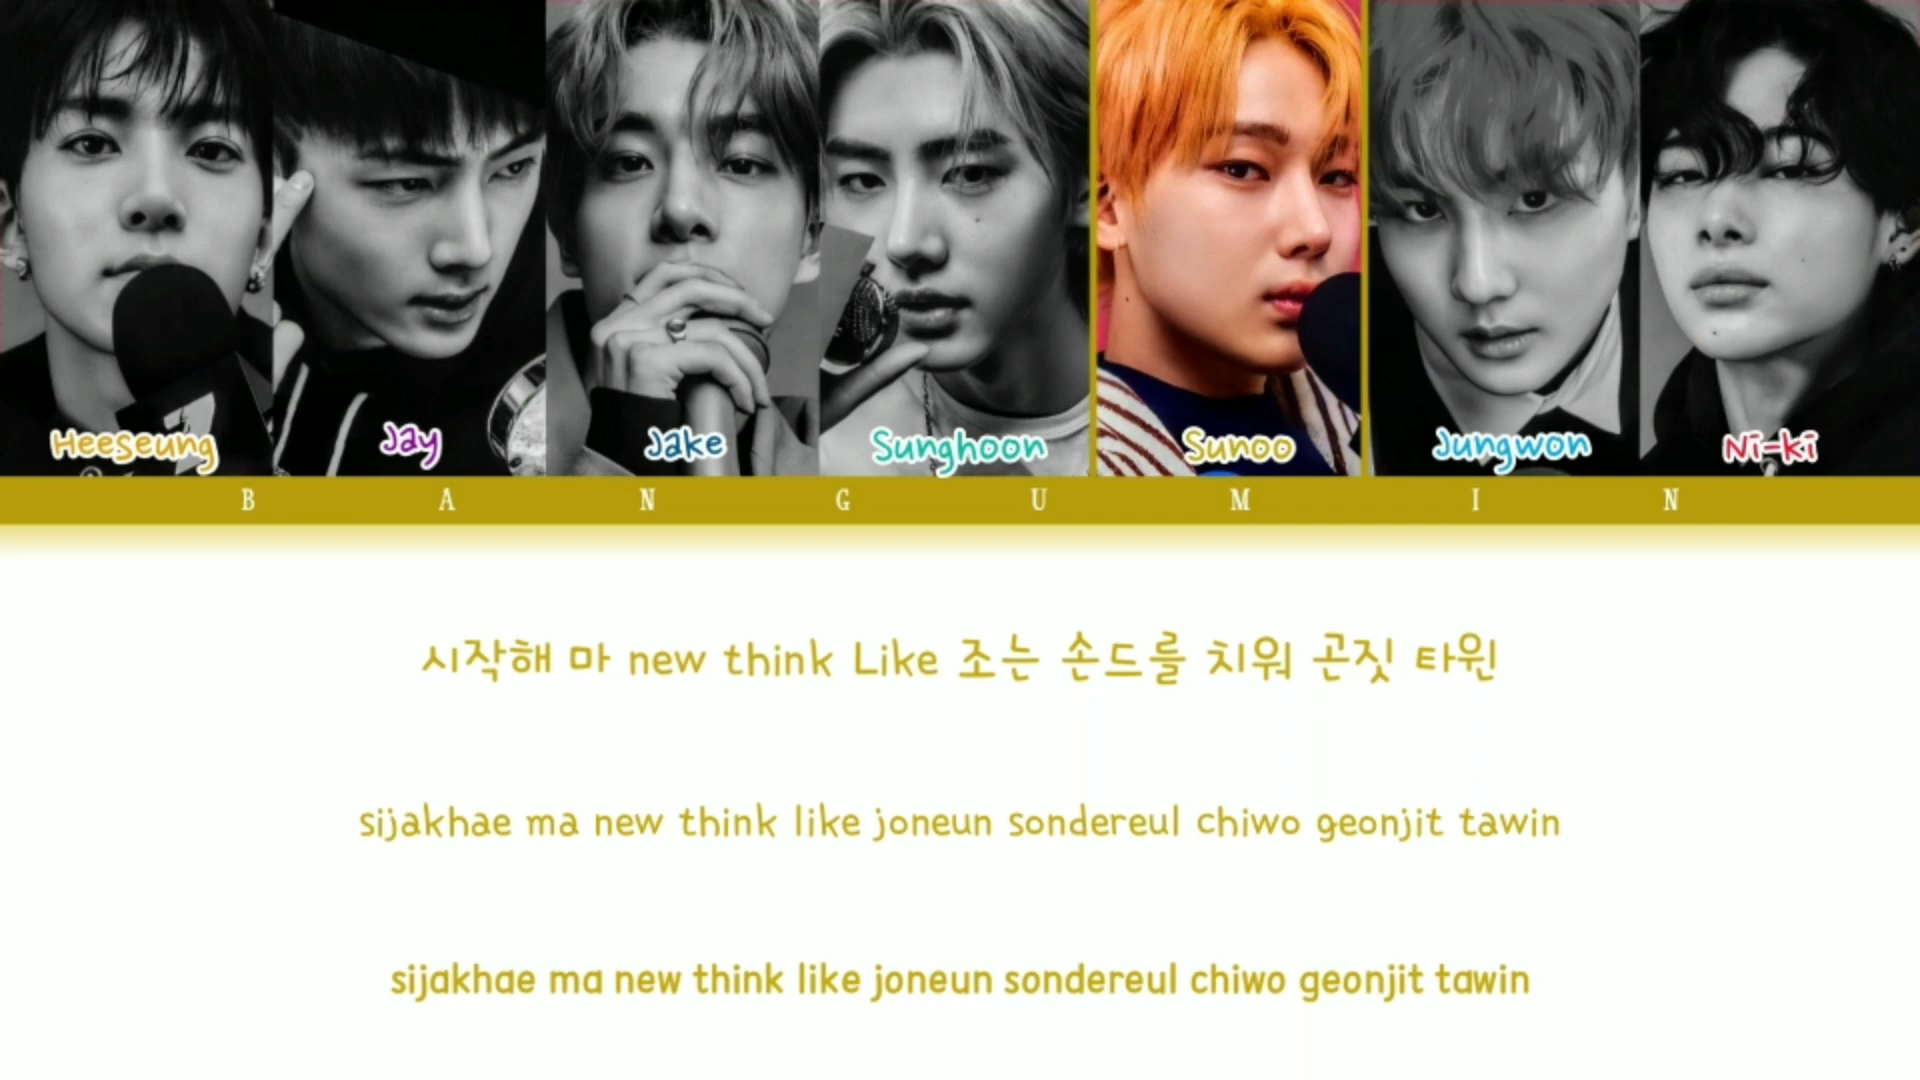 Heeseung Jay Jake Sunghoon Sunoo Jungwon Ni-ki
B A N G U M I N
시작해 마 new think Like 조는 손드를 치워 곤짓 타윈
sijakhae ma new think like joneun sondereul chiwo geonjit tawin
sijakhae ma new think like joneun sondereul chiwo geonjit tawin